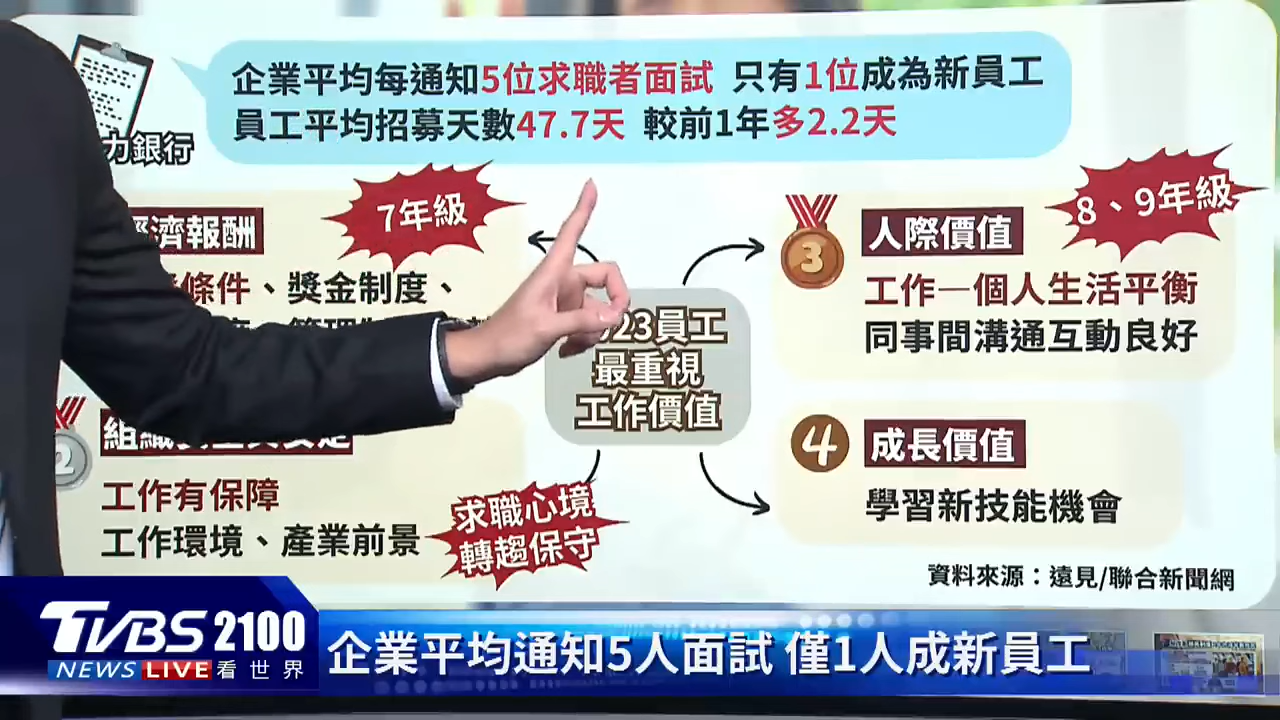 企業平均每通知5位求職者面試 只有1位成為新員工
員工平均招募天數47.7天 較前1年多2.2天
力銀行
濟報酬
7年級
條件、獎金制度、
2
工作有保障
工作環境、產業前景
求職心境
轉趨保守
23員工
最重視
工作價值
3
人際價值
8、9年級
工作—個人生活平衡
同事間溝通互動良好
4
成長價值
學習新技能機會
資料來源：遠見/聯合新聞網
TVBS 2100
NEWS LIVE 看世界
企業平均通知5人面試 僅1人成新員工